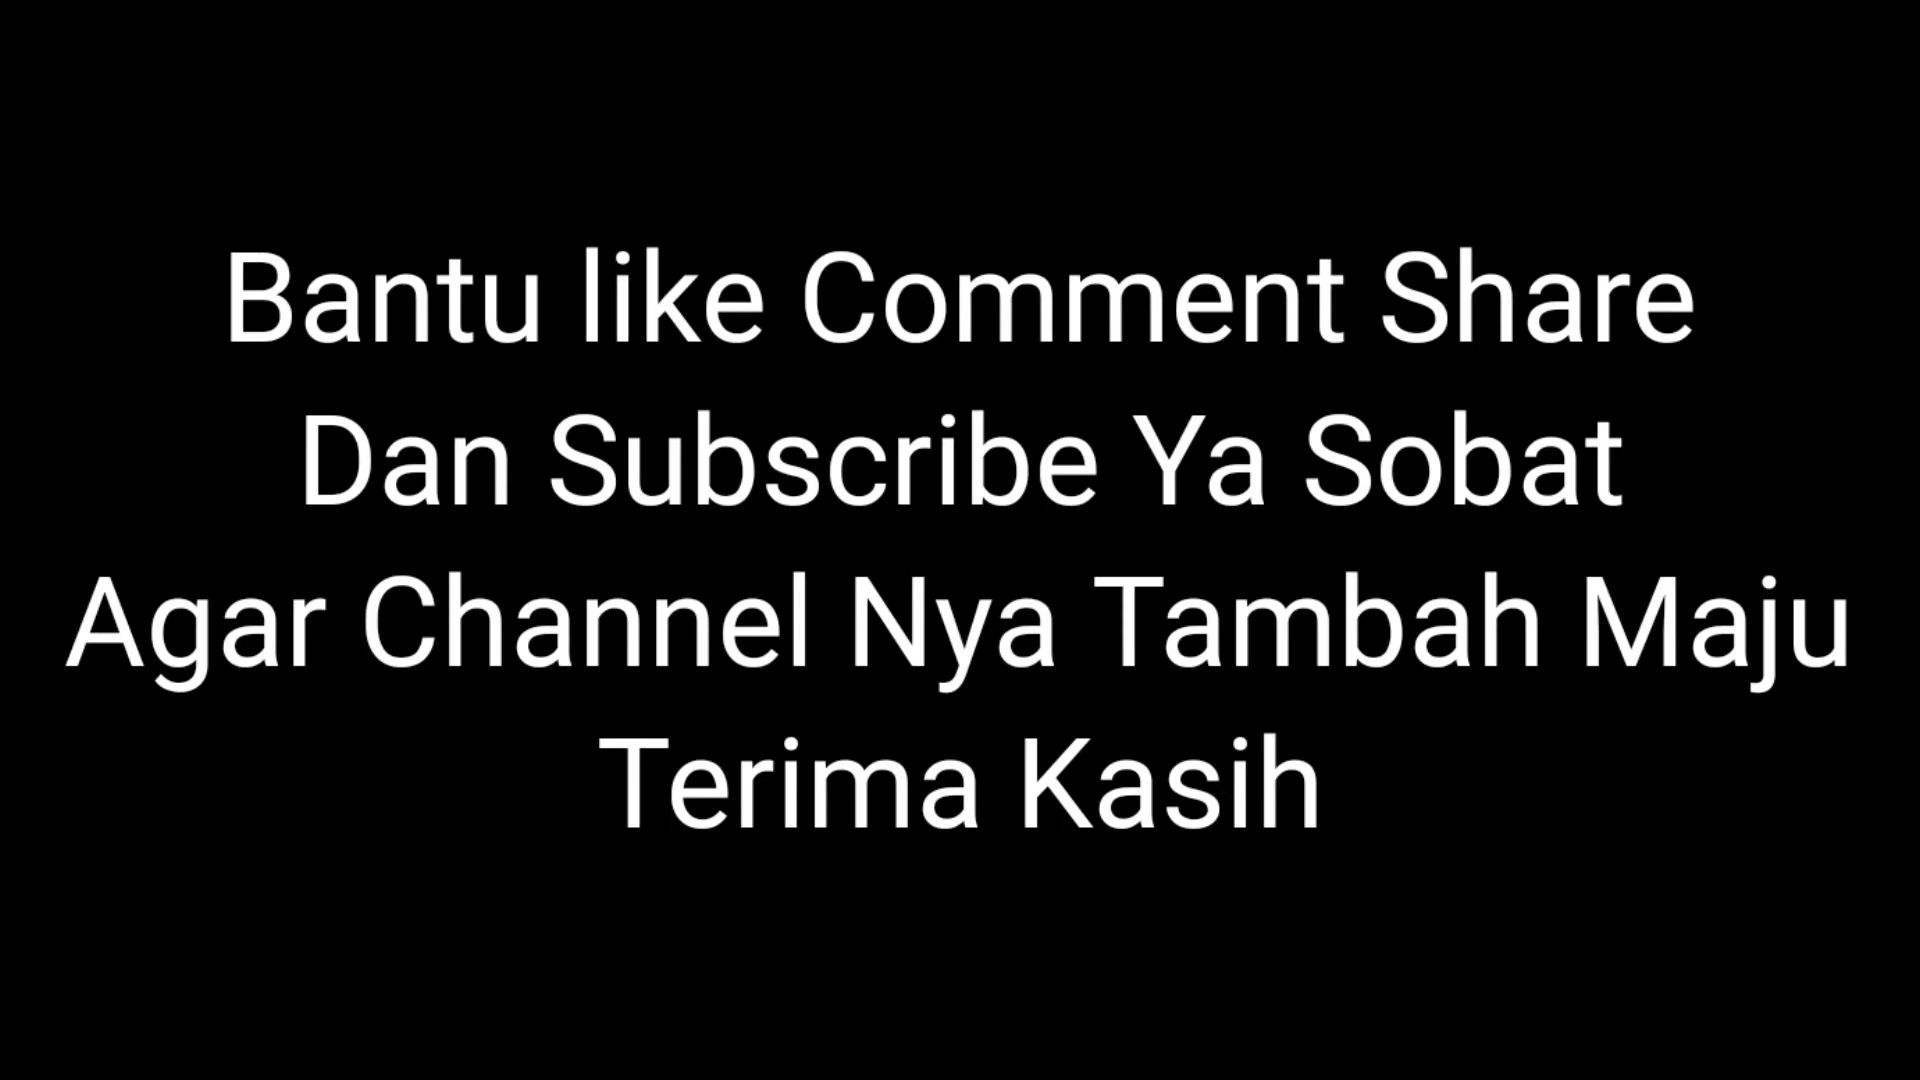 Bantu like Comment Share
Dan Subscribe Ya Sobat
Agar Channel Nya Tambah Maju
Terima Kasih